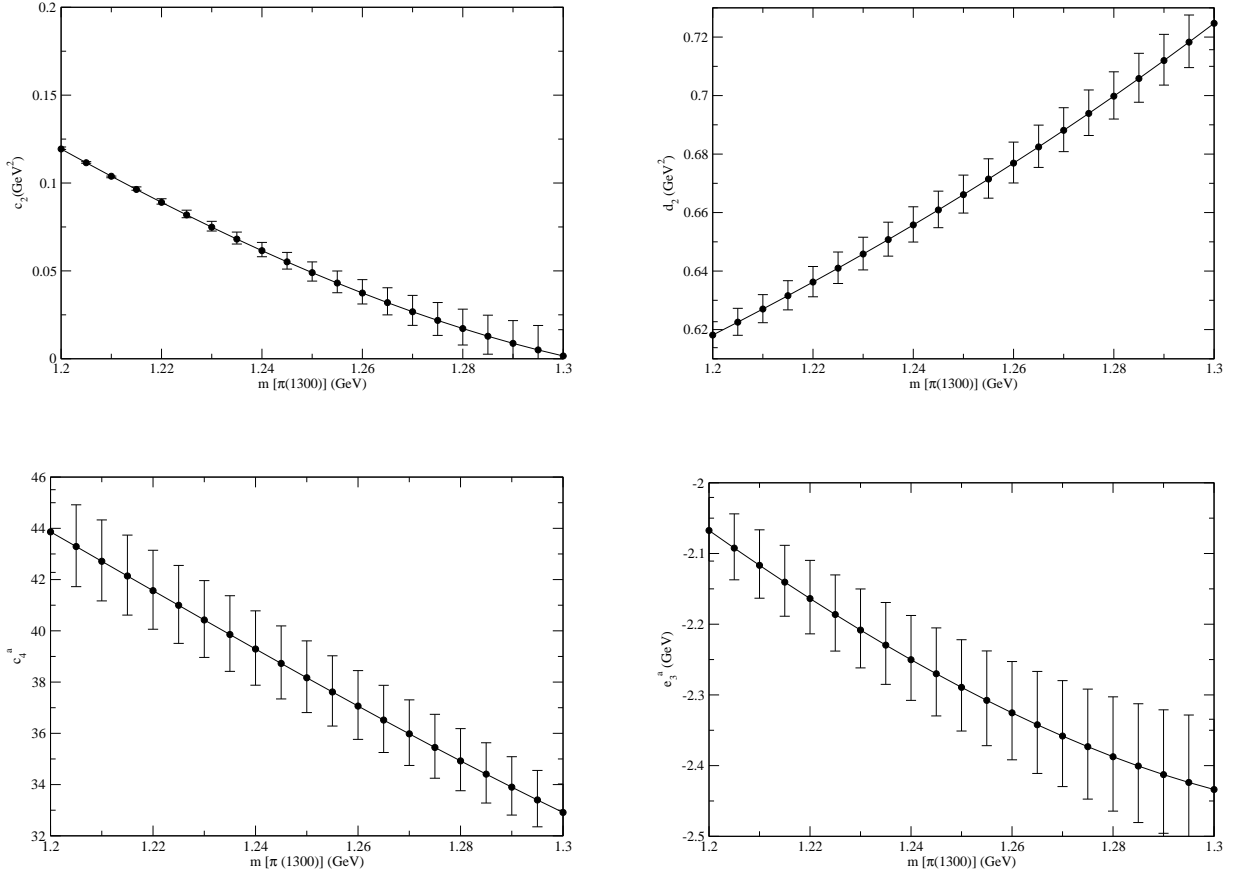 0.2
0.15
0.1
0.05
0
c₂(GeV²)
1.2 1.22 1.24 1.26 1.28 1.3
m [π(1300)] (GeV)
0.72
0.7
0.68
0.66
0.64
0.62
d₂ (GeV²)
1.2 1.22 1.24 1.26 1.28 1.3
m [π(1300)] (GeV)
46
44
42
40
38
36
34
32
c₄ᵃ
1.2 1.22 1.24 1.26 1.28 1.3
m [π (1300)] (GeV)
-2
-2.1
-2.2
-2.3
-2.4
-2.5
e₃ᵃ (GeV)
1.2 1.22 1.24 1.26 1.28 1.3
m [π(1300)] (GeV)